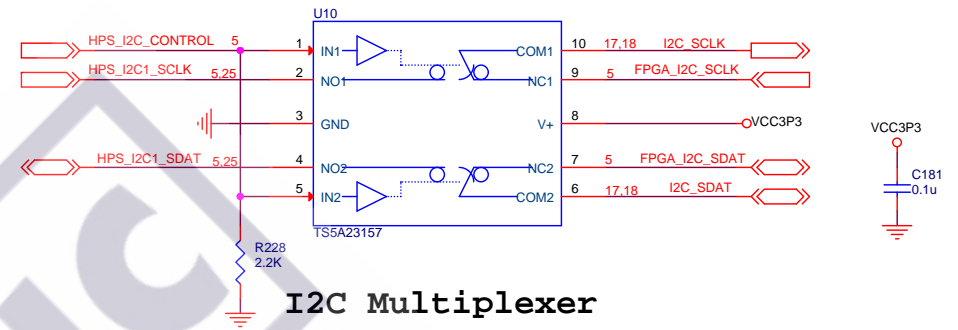 U10
HPS_I2C_CONTROL 5 1 IN1 COM1 10 17,18 I2C_SCLK
HPS_I2C1_SCLK 5,25 2 NO1 NC1 9 5 FPGA_I2C_SCLK
3 GND V+ 8 VCC3P3
HPS_I2C1_SDAT 5,25 4 NO2 NC2 7 5 FPGA_I2C_SDAT
5 IN2 COM2 6 17,18 I2C_SDAT
TS5A23157
R228
2.2K
VCC3P3
C181
0.1u
I2C Multiplexer